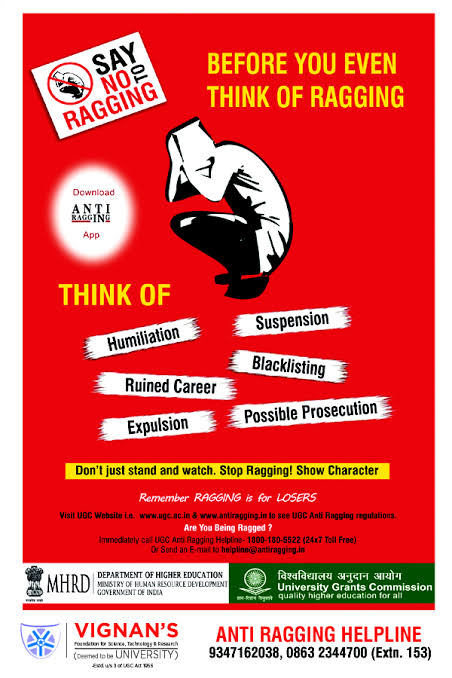 SAY
NO TO
RAGGING
BEFORE YOU EVEN
THINK OF RAGGING
Download
ANTI
RAGGING
App
THINK OF
Humiliation
Suspension
Ruined Career
Blacklisting
Expulsion
Possible Prosecution
Don't just stand and watch. Stop Ragging! Show Character
Remember RAGGING is for LOSERS
Visit UGC Website i.e. www.ugc.ac.in & www.antiragging.in to see UGC Anti Ragging regulations.
Are You Being Ragged ?
Immediately call UGC Anti Ragging Helpline- 1800-180-5522 (24x7 Toll Free)
Or Send an E-mail to helpline@antiragging.in
MHRD
DEPARTMENT OF HIGHER EDUCATION
MINISTRY OF HUMAN RESOURCE DEVELOPMENT
GOVERNMENT OF INDIA
विश्वविद्यालय अनुदान आयोग
University Grants Commission
quality higher education for all
VIGNAN'S
Foundation for Science, Technology & Research
(Deemed to be UNIVERSITY)
-Estd. u/s 3 of UGC Act 1956
ANTI RAGGING HELPLINE
9347162038, 0863 2344700 (Extn. 153)